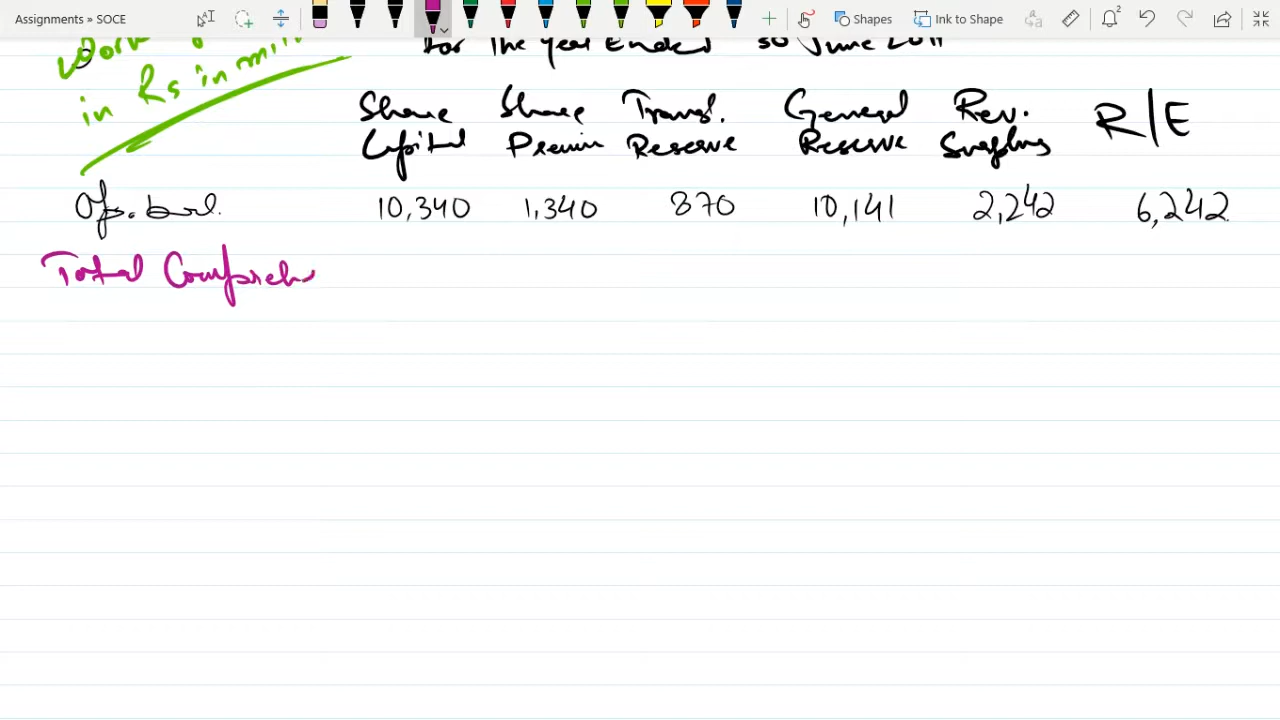 Assignments » SOCE
Shapes
Ink to Shape
in Rs in
For The Year Ended 30 June 2011
Share Share Transl. General Rev. R/E
Capital Premium Reserve Reserve Surplus
Op. bal. 10,340 1,340 870 10,141 2,242 6,242
Total Compreh